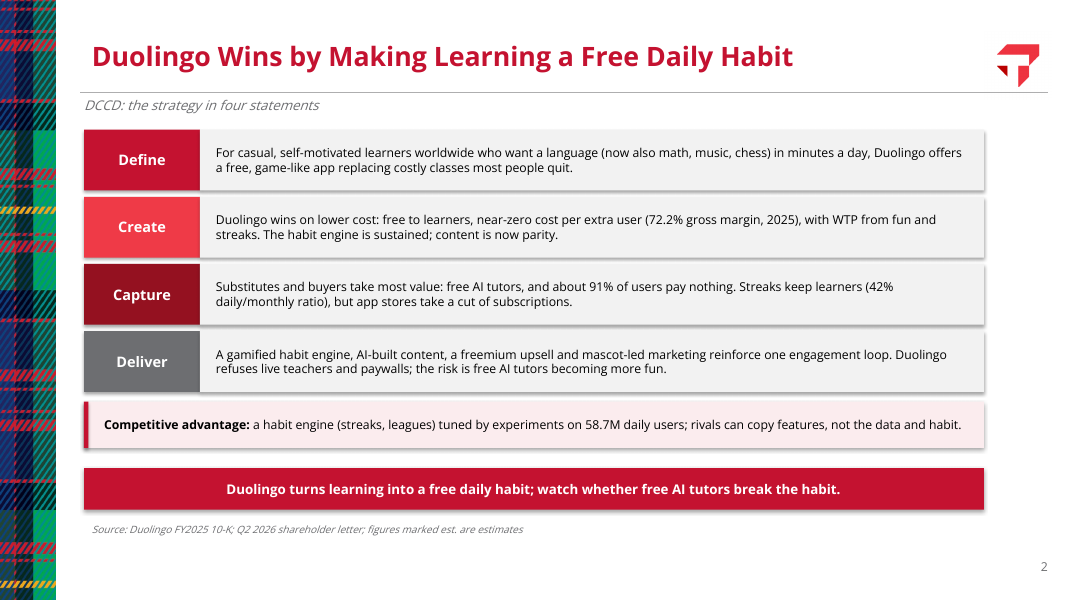 Duolingo Wins by Making Learning a Free Daily Habit
DCCD: the strategy in four statements
Define
For casual, self-motivated learners worldwide who want a language (now also math, music, chess) in minutes a day, Duolingo offers
a free, game-like app replacing costly classes most people quit.
Create
Duolingo wins on lower cost: free to learners, near-zero cost per extra user (72.2% gross margin, 2025), with WTP from fun and
streaks. The habit engine is sustained; content is now parity.
Capture
Substitutes and buyers take most value: free AI tutors, and about 91% of users pay nothing. Streaks keep learners (42%
daily/monthly ratio), but app stores take a cut of subscriptions.
Deliver
A gamified habit engine, AI-built content, a freemium upsell and mascot-led marketing reinforce one engagement loop. Duolingo
refuses live teachers and paywalls; the risk is free AI tutors becoming more fun.
Competitive advantage: a habit engine (streaks, leagues) tuned by experiments on 58.7M daily users; rivals can copy features, not the data and habit.
Duolingo turns learning into a free daily habit; watch whether free AI tutors break the habit.
Source: Duolingo FY2025 10-K; Q2 2026 shareholder letter; figures marked est. are estimates
2